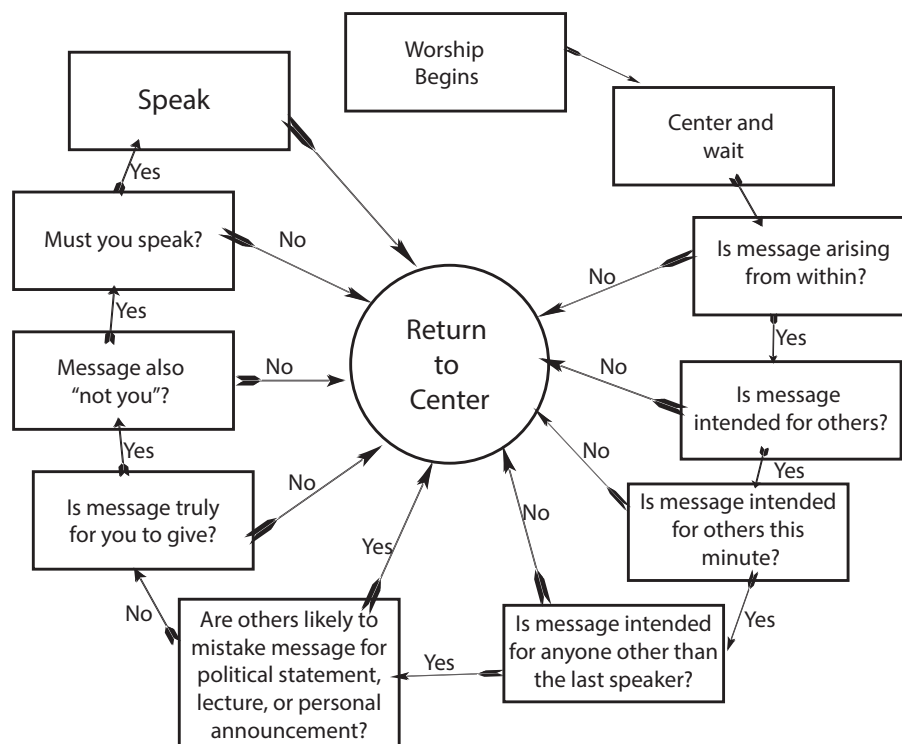 Worship
Begins
Center and
wait
Is message arising
from within?
No
Yes
Is message
intended for others?
No
Yes
Is message intended
for others this
minute?
No
Yes
Is message intended
for anyone other than
the last speaker?
No
Yes
Are others likely to
mistake message for
political statement,
lecture, or personal
announcement?
Yes
No
Is message truly
for you to give?
No
Yes
Message also
“not you”?
No
Yes
Must you speak?
No
Yes
Speak
Return
to
Center